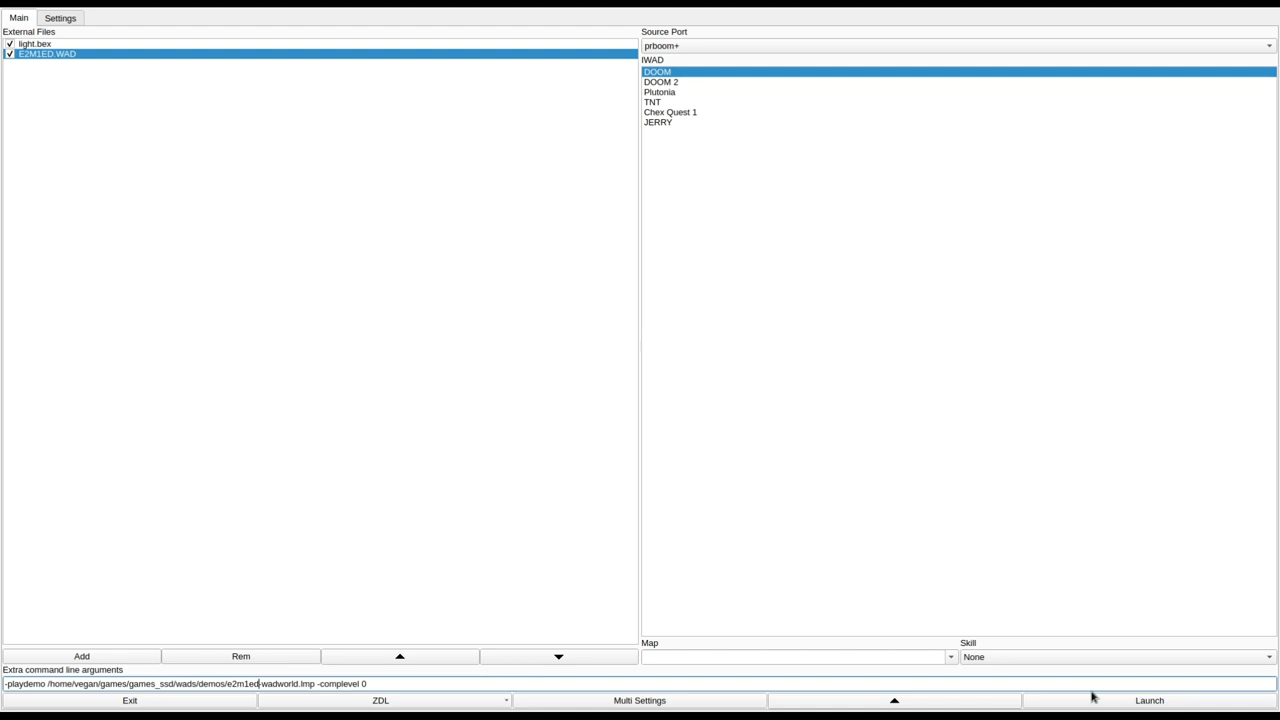 Main Settings
External Files
light.bex
E2M1ED.WAD
Source Port
prboom+
IWAD
DOOM
DOOM 2
Plutonia
TNT
Chex Quest 1
JERRY
Map Skill
None
Add Rem
Extra command line arguments
-playdemo /home/vegan/games/games_ssd/wads/demos/e2m1ed-wadworld.lmp -complevel 0
Exit ZDL Multi Settings Launch